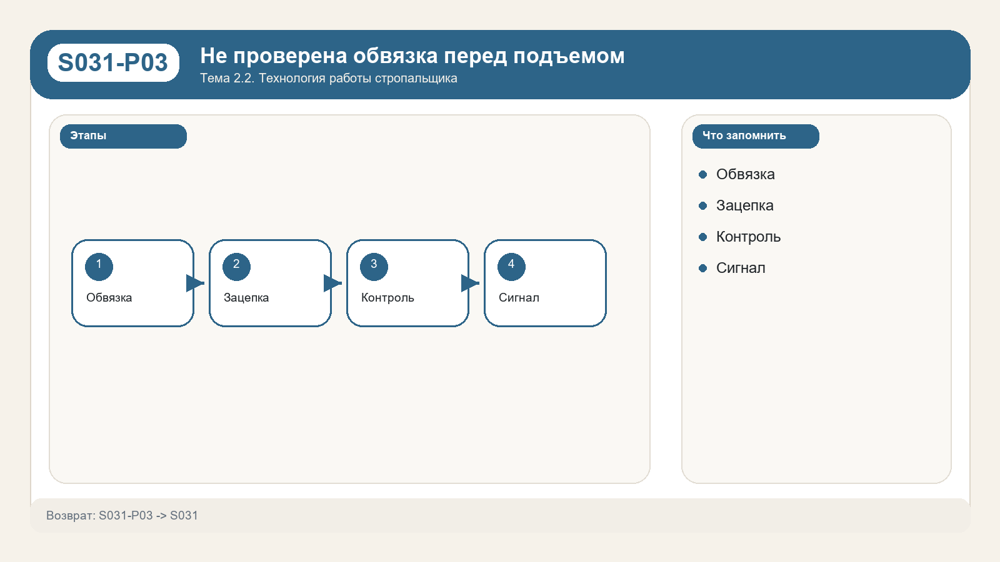 S031-P03
Не проверена обвязка перед подъемом
Тема 2.2. Технология работы стропальщика
Этапы
1
Обвязка
2
Зацепка
3
Контроль
4
Сигнал
Что запомнить
Обвязка
Зацепка
Контроль
Сигнал
Возврат: S031-P03 -> S031